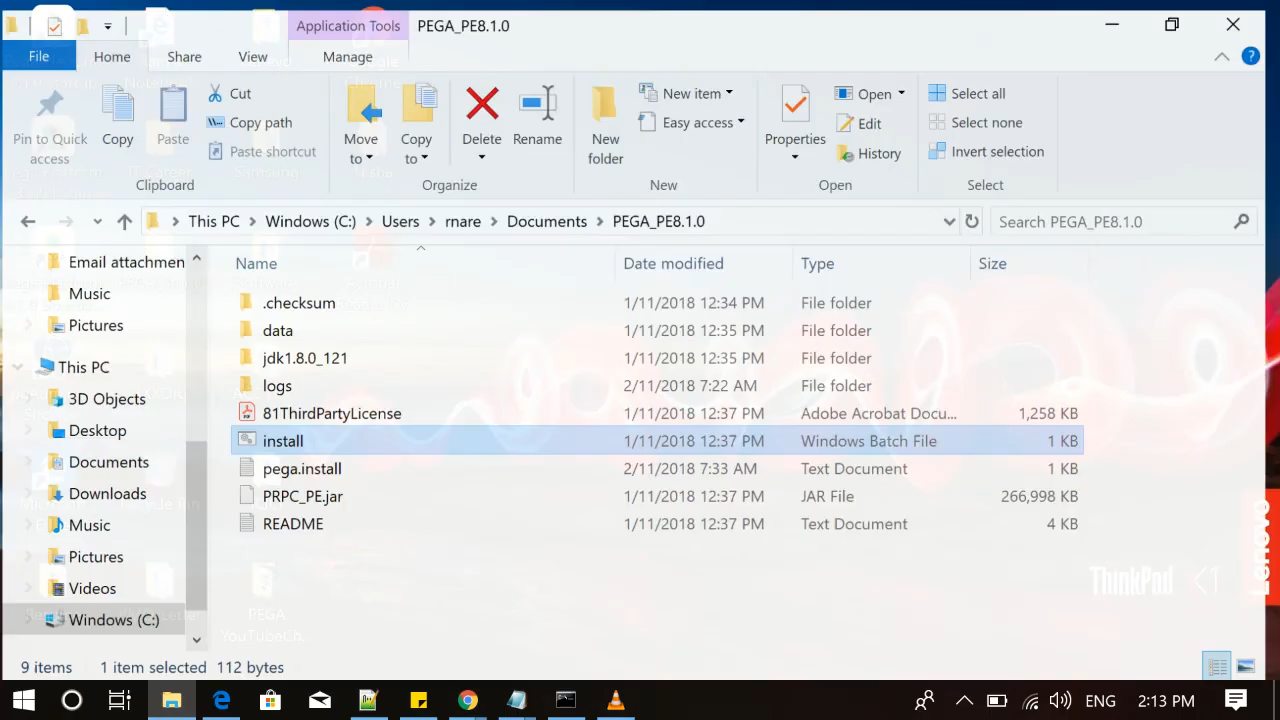 Application Tools PEGA_PE8.1.0
File Home Share View Manage
Pin to Quick access
Copy
Paste
Cut
Copy path
Paste shortcut
Clipboard
Move to
Copy to
Delete
Rename
Organize
New folder
New item
Easy access
New
Properties
Open
Edit
History
Open
Select all
Select none
Invert selection
Select
This PC Windows (C:) Users rnare Documents PEGA_PE8.1.0
Search PEGA_PE8.1.0
Email attachmen
Music
Pictures
This PC
3D Objects
Desktop
Documents
Downloads
Music
Pictures
Videos
Windows (C:)
Name Date modified Type Size
.checksum 1/11/2018 12:34 PM File folder
data 1/11/2018 12:35 PM File folder
jdk1.8.0_121 1/11/2018 12:35 PM File folder
logs 2/11/2018 7:22 AM File folder
81ThirdPartyLicense 1/11/2018 12:37 PM Adobe Acrobat Docu... 1,258 KB
install 1/11/2018 12:37 PM Windows Batch File 1 KB
pega.install 2/11/2018 7:33 AM Text Document 1 KB
PRPC_PE.jar 1/11/2018 12:37 PM JAR File 266,998 KB
README 1/11/2018 12:37 PM Text Document 4 KB
ThinkPad
Lenovo
PEGA
YouTubeCh...
9 items 1 item selected 112 bytes
ENG 2:13 PM